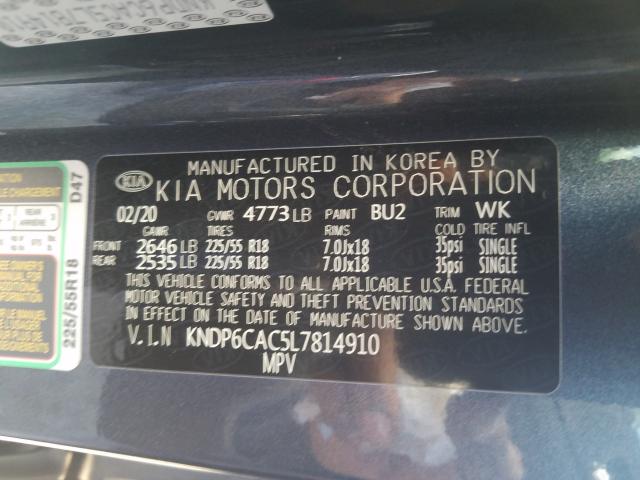 MANUFACTURED IN KOREA BY
KIA KIA MOTORS CORPORATION
02/20 GVWR 4773 LB PAINT BU2 TRIM WK
TIRES RIMS COLD TIRE INFL
FRONT 2646 LB 225/55 R18 7.0Jx18 35psi SINGLE
REAR 2535 LB 225/55 R18 7.0Jx18 35psi SINGLE
THIS VEHICLE CONFORMS TO ALL APPLICABLE U.S.A. FEDERAL
MOTOR VEHICLE SAFETY AND THEFT PREVENTION STANDARDS
IN EFFECT ON THE DATE OF MANUFACTURE SHOWN ABOVE.
V.I.N KNDP6CAC5L7814910
MPV
D47
225/55R18